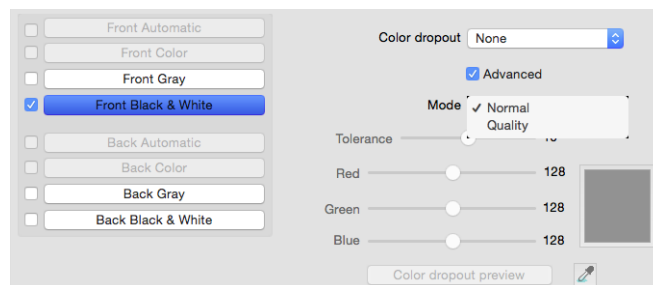 Front Automatic
Front Color
Front Gray
Front Black & White
Back Automatic
Back Color
Back Gray
Back Black & White
Color dropout None
Advanced
Mode Normal
Quality
Tolerance
Red 128
Green 128
Blue 128
Color dropout preview